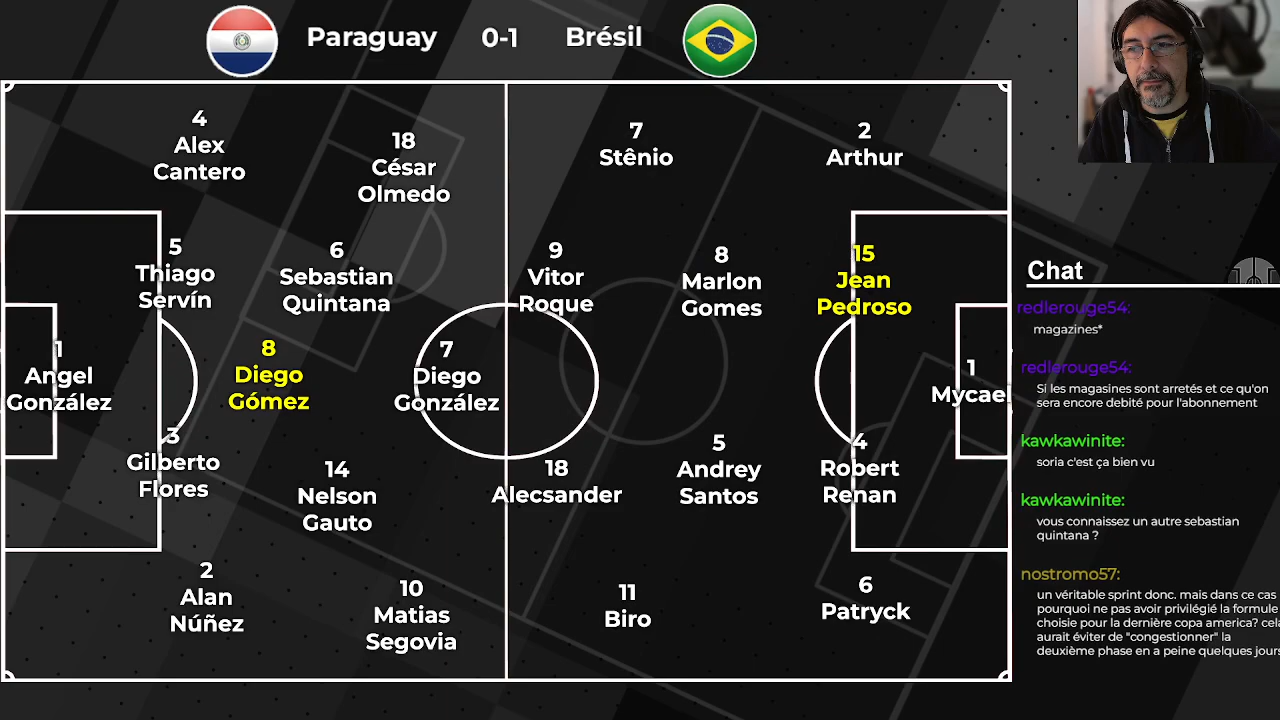 Paraguay 0-1 Brésil
4
Alex
Cantero
18
César
Olmedo
7
Stênio
2
Arthur
5
Thiago
Servín
6
Sebastian
Quintana
9
Vitor
Roque
8
Marlon
Gomes
15
Jean
Pedroso
1
Angel
González
8
Diego
Gómez
7
Diego
González
1
Mycael
3
Gilberto
Flores
14
Nelson
Gauto
18
Alecsander
5
Andrey
Santos
4
Robert
Renan
2
Alan
Núñez
10
Matias
Segovia
11
Biro
6
Patryck
Chat
redlerouge54:
magazines*
redlerouge54:
Si les magasines sont arretés et ce qu'on
sera encore debité pour l'abonnement
kawkawinite:
soria c'est ça bien vu
kawkawinite:
vous connaissez un autre sebastian
quintana ?
nostromo57:
un véritable sprint donc. mais dans ce cas
pourquoi ne pas avoir privilégié la formule
choisie pour la dernière copa america? cela
aurait éviter de "congestionner" la
deuxième phase en a peine quelques jours